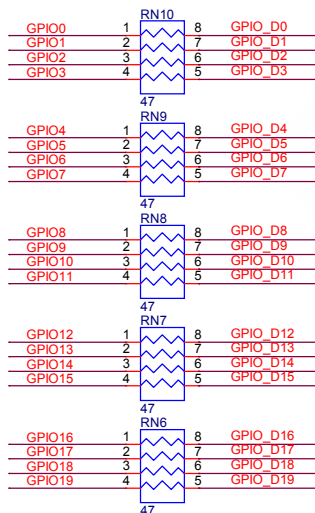 RN10
GPIO0 1 8 GPIO_D0
GPIO1 2 7 GPIO_D1
GPIO2 3 6 GPIO_D2
GPIO3 4 5 GPIO_D3
47
RN9
GPIO4 1 8 GPIO_D4
GPIO5 2 7 GPIO_D5
GPIO6 3 6 GPIO_D6
GPIO7 4 5 GPIO_D7
47
RN8
GPIO8 1 8 GPIO_D8
GPIO9 2 7 GPIO_D9
GPIO10 3 6 GPIO_D10
GPIO11 4 5 GPIO_D11
47
RN7
GPIO12 1 8 GPIO_D12
GPIO13 2 7 GPIO_D13
GPIO14 3 6 GPIO_D14
GPIO15 4 5 GPIO_D15
47
RN6
GPIO16 1 8 GPIO_D16
GPIO17 2 7 GPIO_D17
GPIO18 3 6 GPIO_D18
GPIO19 4 5 GPIO_D19
47